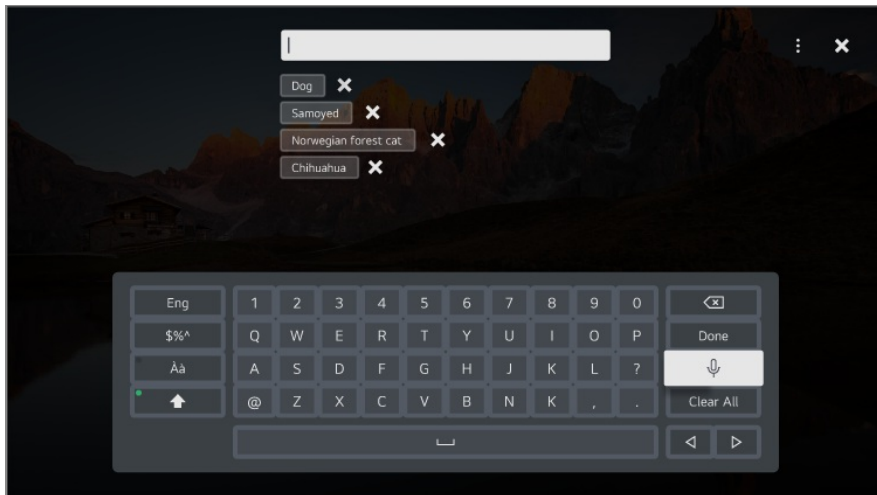 Dog
Samoyed
Norwegian forest cat
Chihuahua
Eng 1 2 3 4 5 6 7 8 9 0
$%^ Q W E R T Y U I O P Done
Àà A S D F G H J K L ?
@ Z X C V B N K , . Clear All